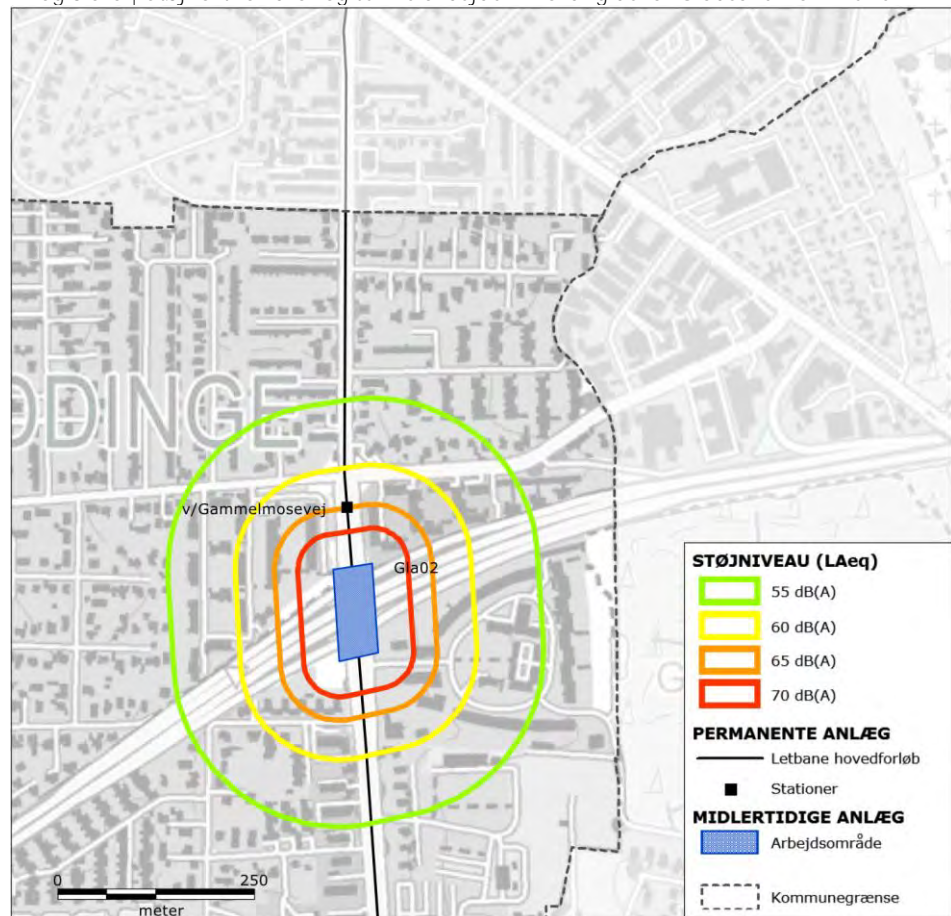 ODINGE
v/Gammelmosevej
Gla02
G
STØJNIVEAU (LAeq)
55 dB(A)
60 dB(A)
65 dB(A)
70 dB(A)
PERMANENTE ANLÆG
Letbane hovedforløb
Stationer
MIDLERTIDIGE ANLÆG
Arbejdsområde
Kommunegrænse
0 250
meter